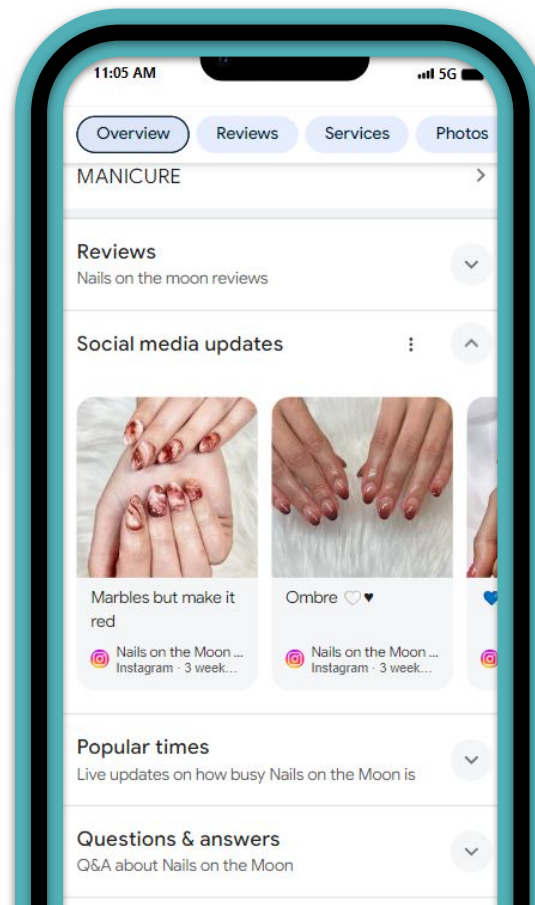 11:05 AM
5G
Overview
Reviews
Services
Photos
MANICURE
Reviews
Nails on the moon reviews
Social media updates
Marbles but make it
red
Nails on the Moon ...
Instagram · 3 week...
Ombre 🤍🖤
Nails on the Moon ...
Instagram · 3 week...
💙
Popular times
Live updates on how busy Nails on the Moon is
Questions & answers
Q&A about Nails on the Moon